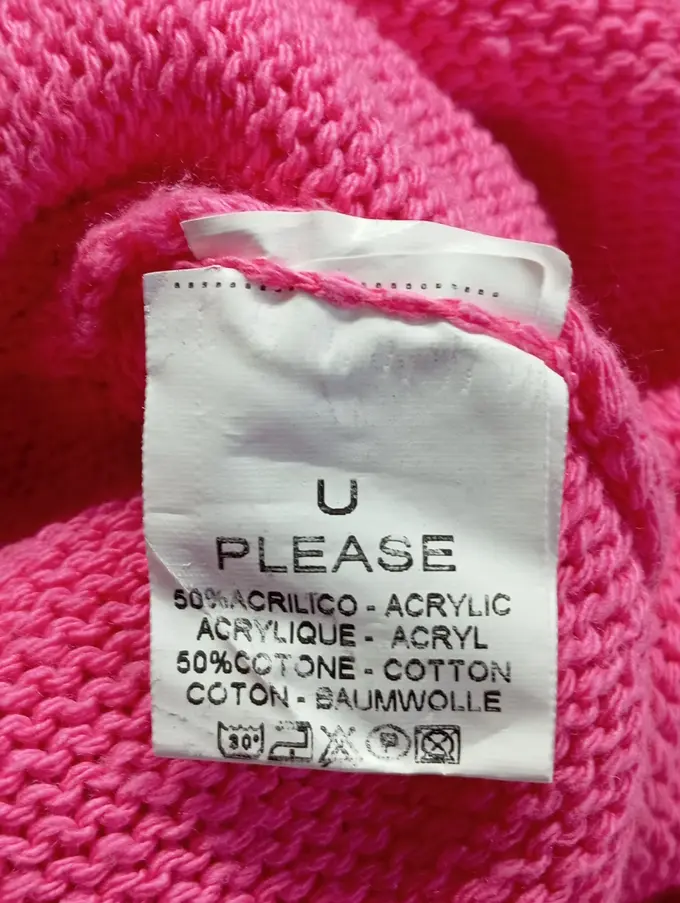 U
PLEASE
50%ACRILICO - ACRYLIC
ACRYLIQUE - ACRYL
50%COTONE - COTTON
COTON - BAUMWOLLE
30° P